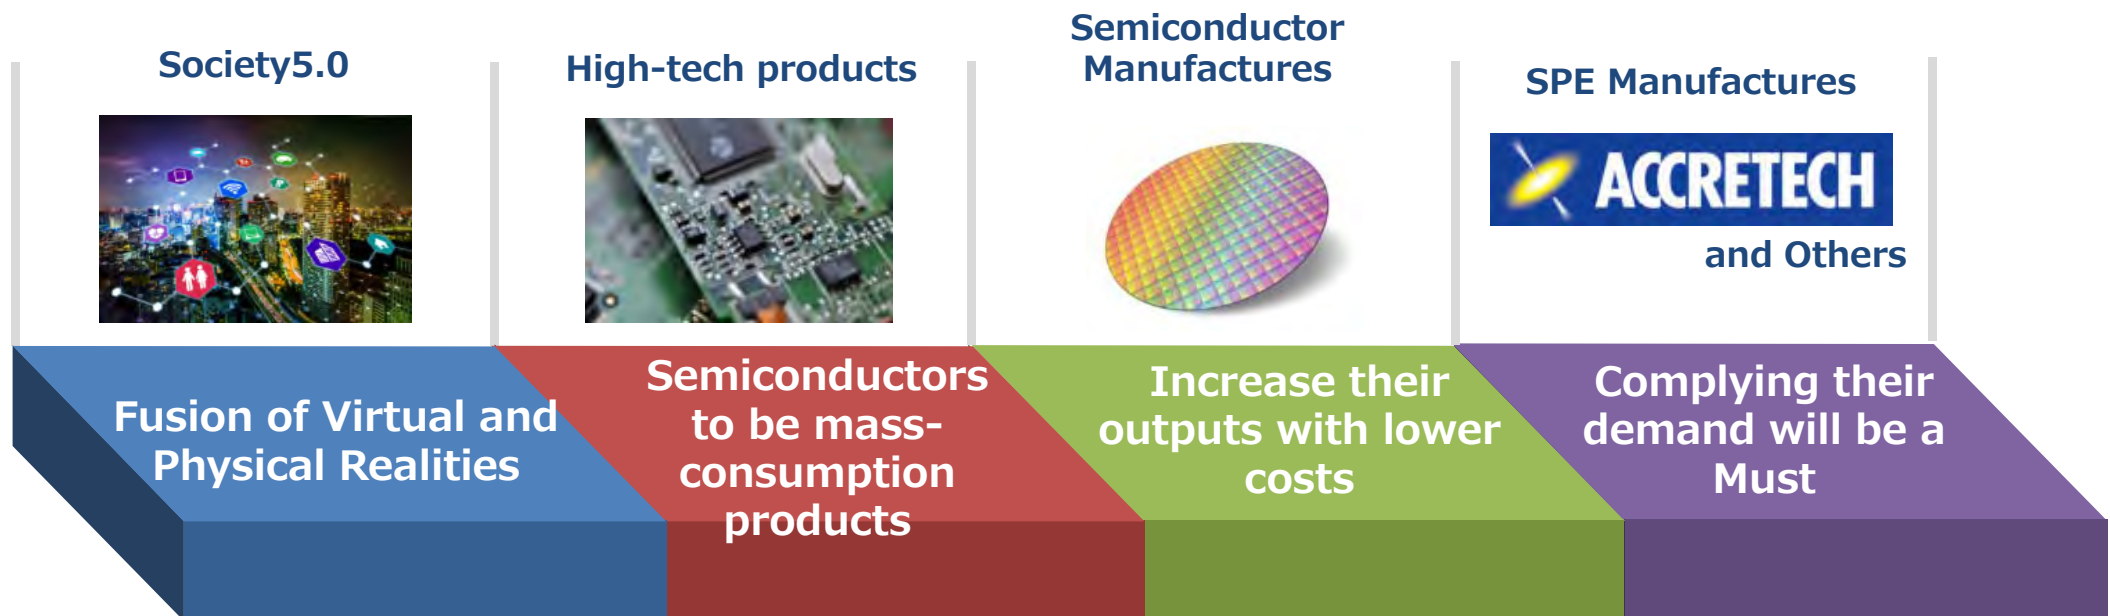 Society5.0
Fusion of Virtual and
Physical Realities
High-tech products
Semiconductors
to be mass-
consumption
products
Semiconductor
Manufactures
Increase their
outputs with lower
costs
SPE Manufactures
ACCRETECH
and Others
Complying their
demand will be a
Must